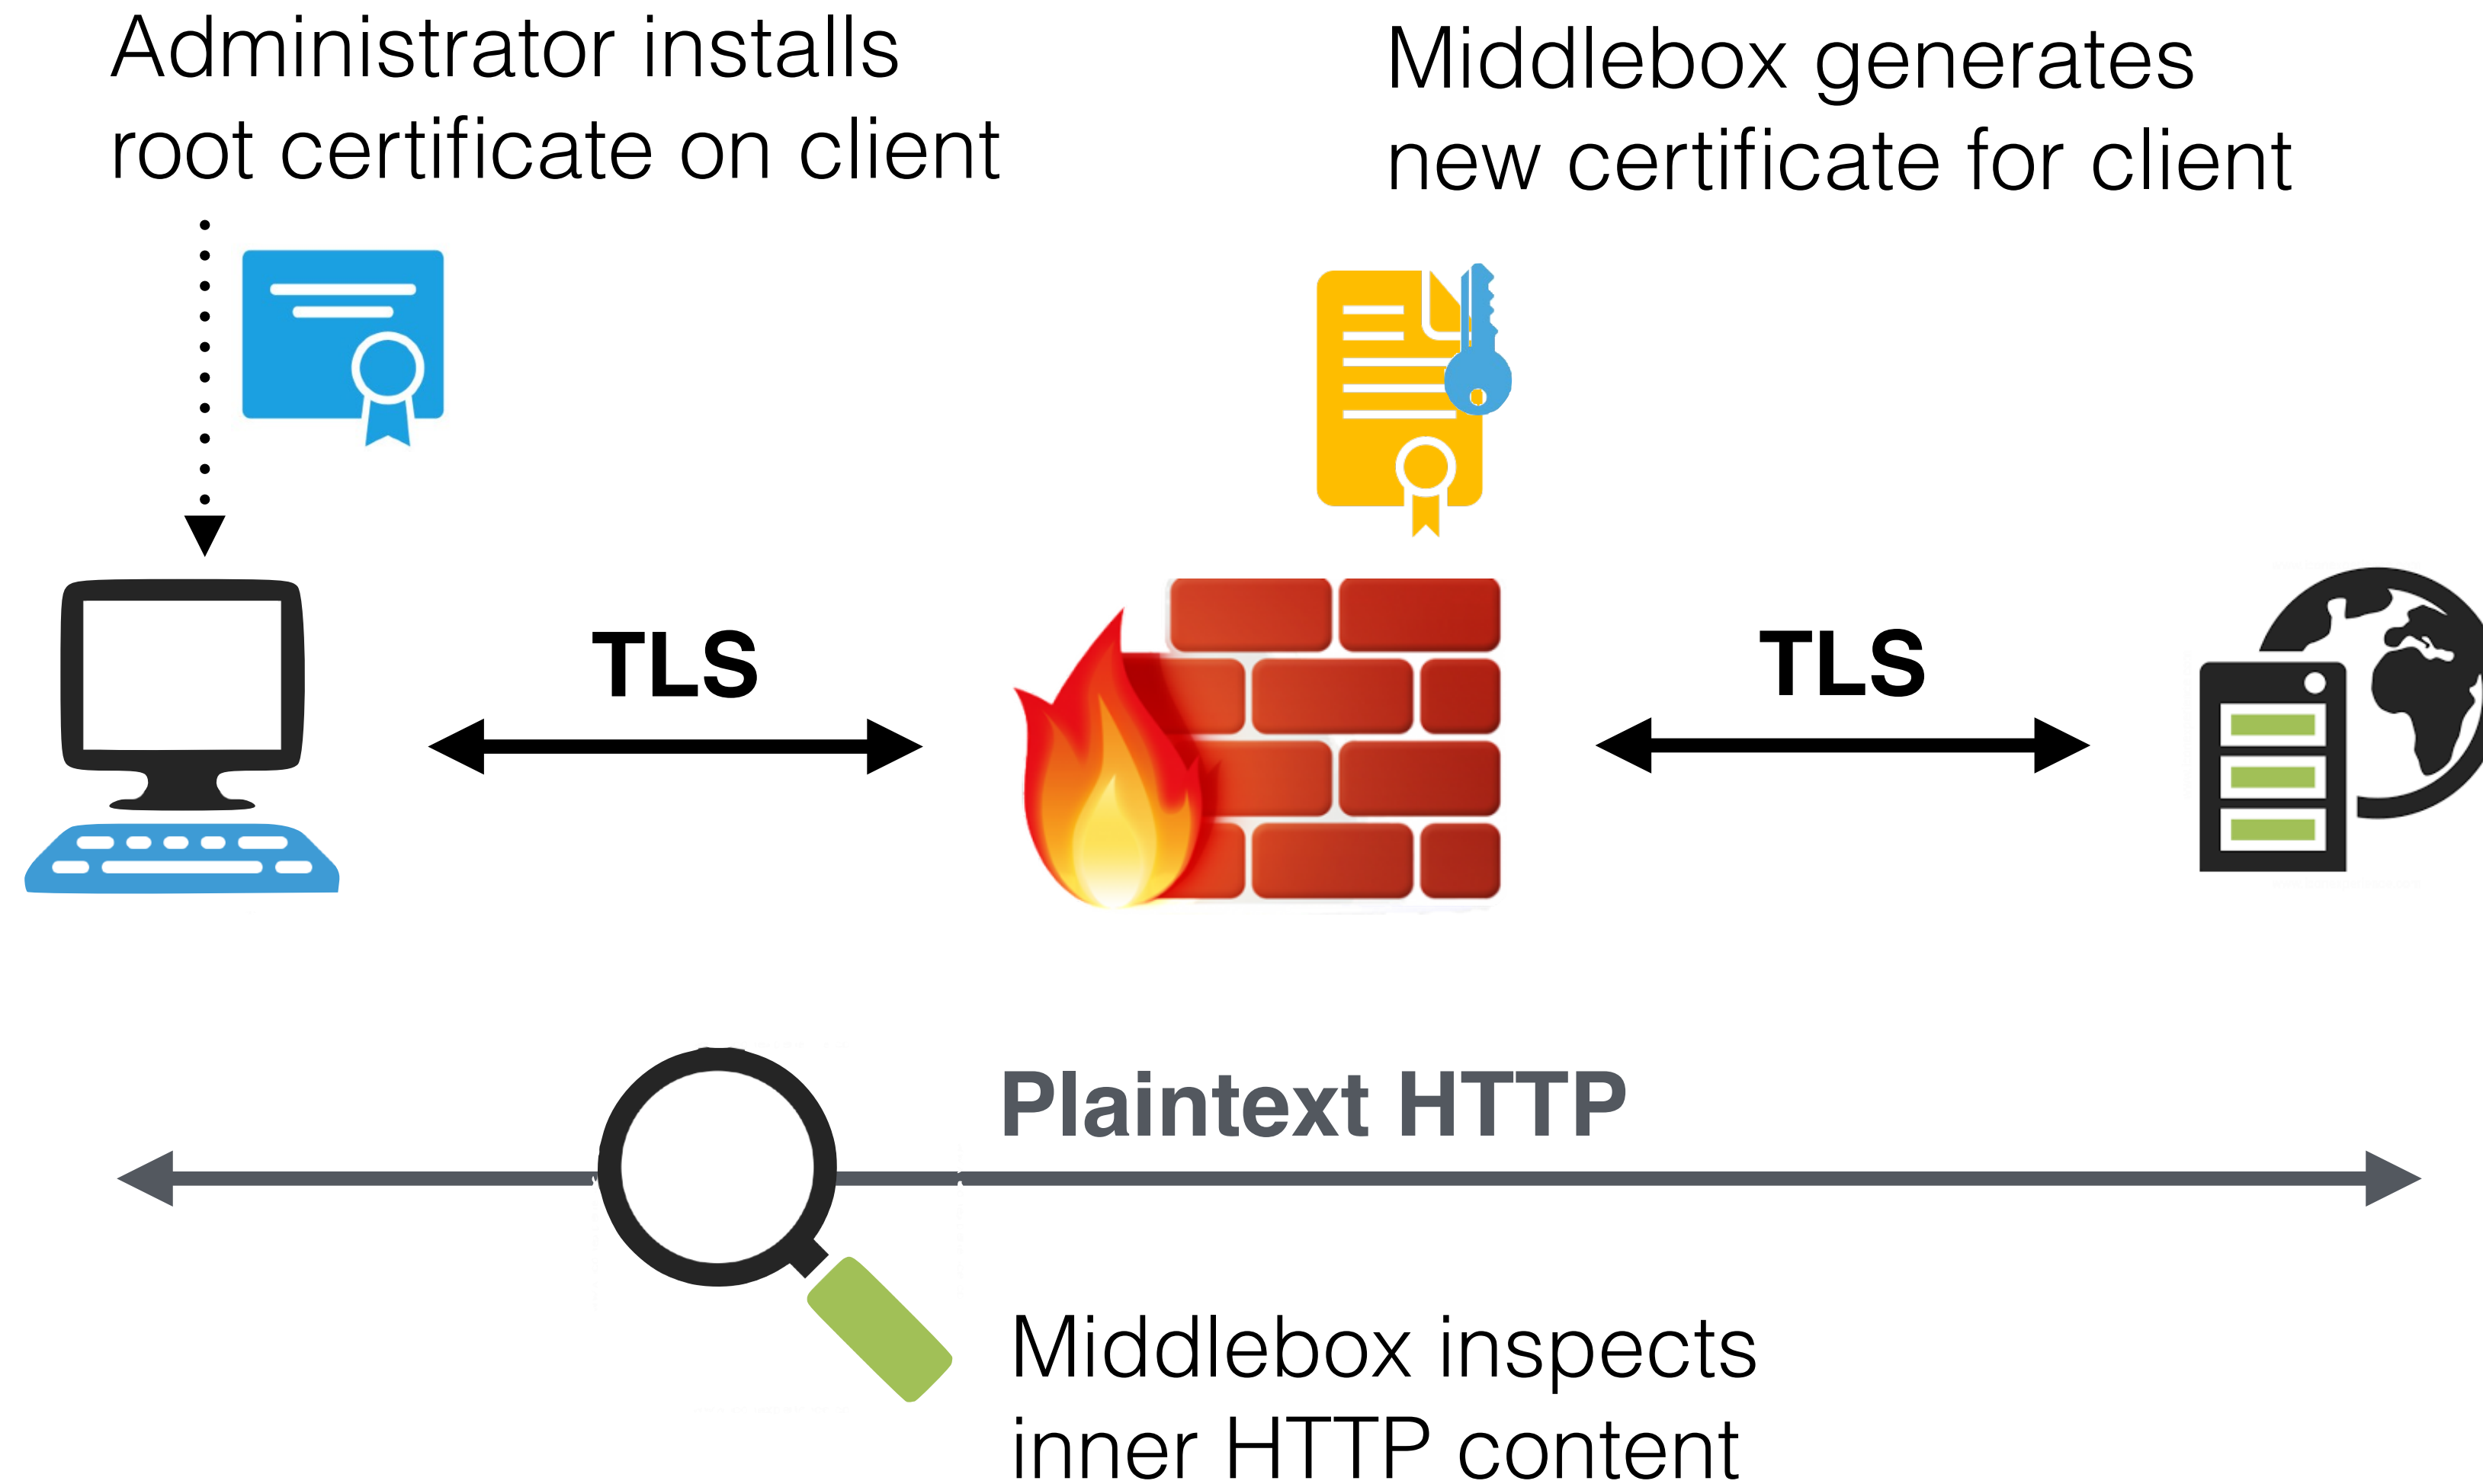 Administrator installs
root certificate on client
Middlebox generates
new certificate for client
TLS
TLS
Plaintext HTTP
Middlebox inspects
inner HTTP content